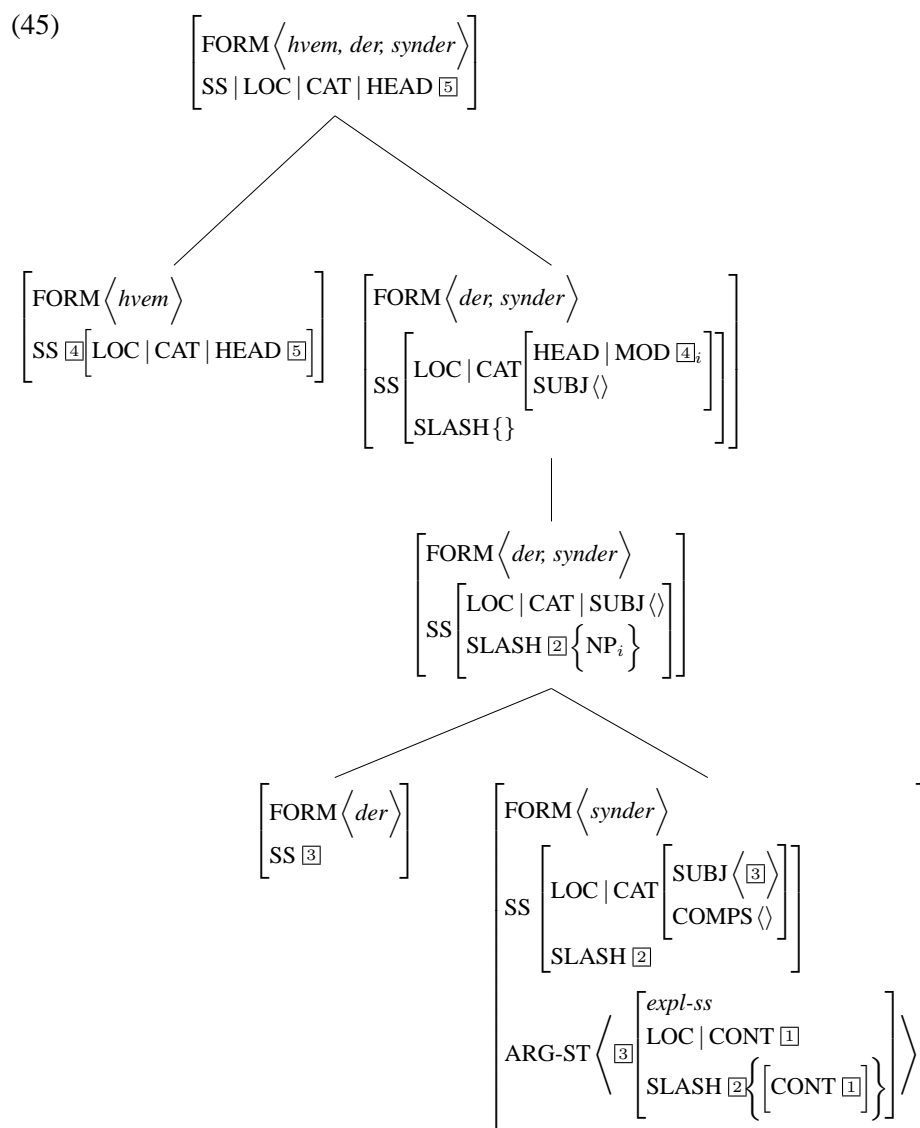 (45)
FORM ⟨hvem, der, synder⟩
SS | LOC | CAT | HEAD 5
FORM ⟨hvem⟩
SS 4 [LOC | CAT | HEAD 5]
FORM ⟨der, synder⟩
SS
LOC | CAT
HEAD | MOD 4 i
SUBJ ⟨⟩
SLASH {}
FORM ⟨der, synder⟩
SS
LOC | CAT | SUBJ ⟨⟩
SLASH 2 {NP i}
FORM ⟨der⟩
SS 3
FORM ⟨synder⟩
SS
LOC | CAT
SUBJ ⟨3⟩
COMPS ⟨⟩
SLASH 2
ARG-ST ⟨ 3
expl-ss
LOC | CONT 1
SLASH 2 {[CONT 1]} ⟩